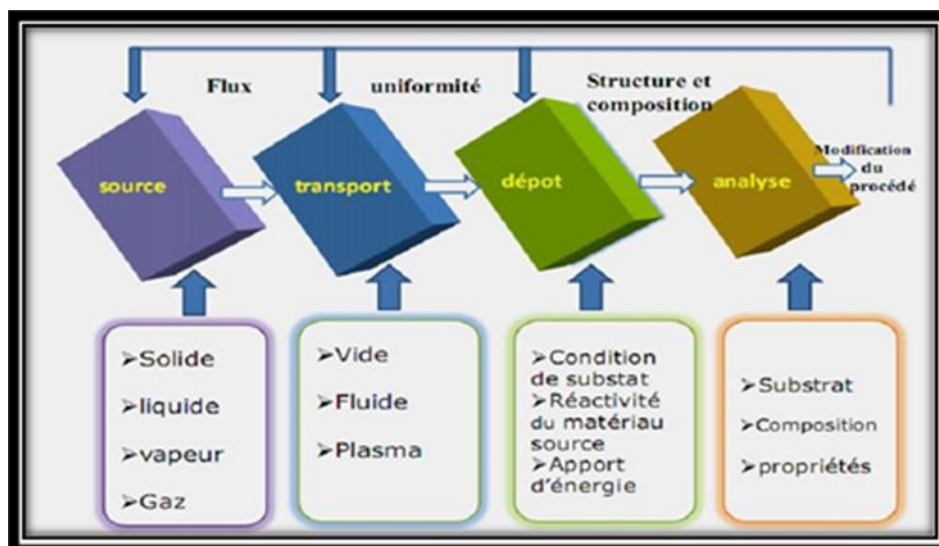 Flux
uniformité
Structure et
composition
source
transport
dépot
analyse
Modification
du
procédé
➢Solide
➢liquide
➢vapeur
➢Gaz
➢Vide
➢Fluide
➢Plasma
➢Condition
de substat
➢Réactivité
du matériau
source
➢Apport
d'énergie
➢Substrat
➢Composition
➢propriétés